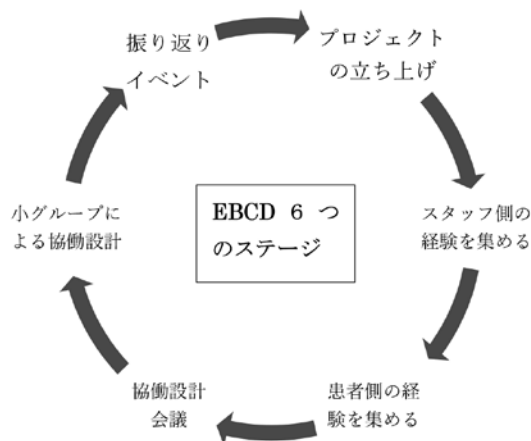 振り返り
イベント
プロジェクト
の立ち上げ
スタッフ側の
経験を集める
患者側の経
験を集める
協働設計
会議
小グループに
よる協働設計
EBCD 6 つ
のステージ